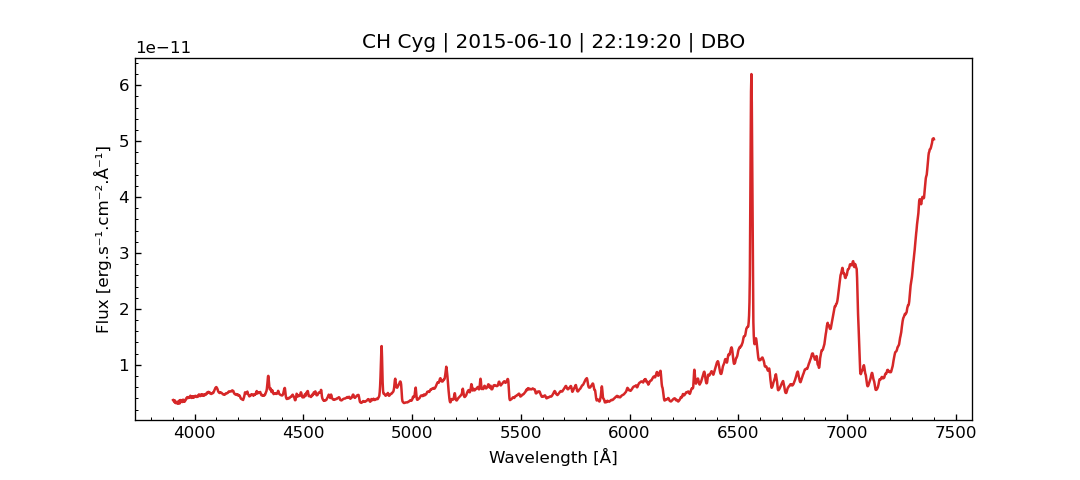 CH Cyg | 2015-06-10 | 22:19:20 | DBO
1e−11
6
5
4
3
2
1
Flux [erg.s⁻¹.cm⁻².Å⁻¹]
4000 4500 5000 5500 6000 6500 7000 7500
Wavelength [Å]